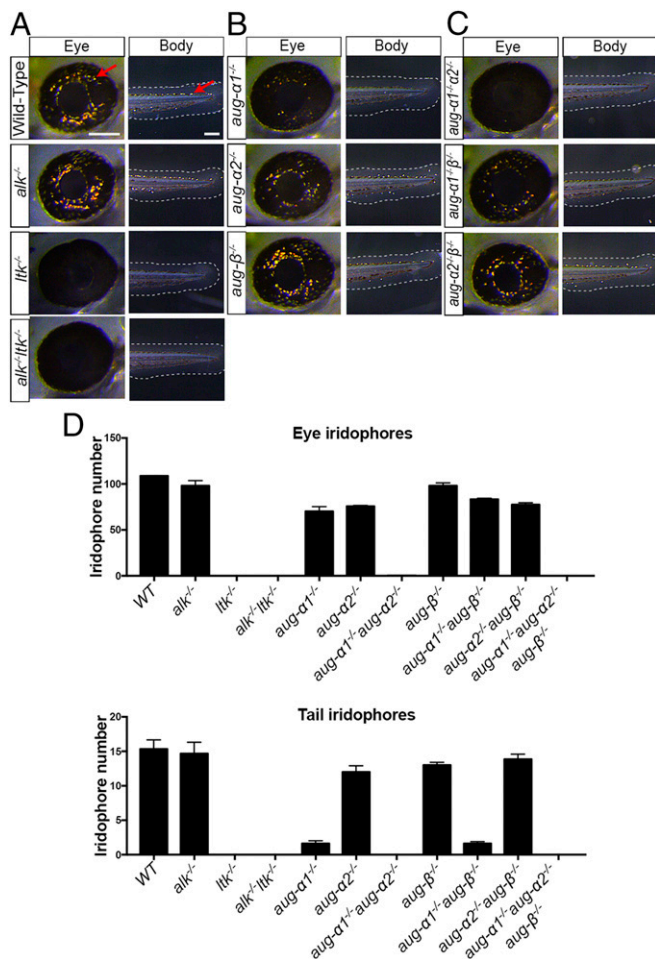 A
Eye
Body
Wild-Type
alk-/-
ltk-/-
alk-/-ltk-/-
B
Eye
Body
aug-α1-/-
aug-α2-/-
aug-β-/-
C
Eye
Body
aug-α1-/-α2-/-
aug-α1-/-β-/-
aug-α2-/-β-/-
D
Eye iridophores
Iridophore number
150
100
50
0
WT
alk-/-
ltk-/-
alk-/-ltk-/-
aug-α1-/-
aug-α2-/-
aug-α1-/- aug-α2-/-
aug-β-/-
aug-α1-/- aug-β-/-
aug-α2-/- aug-β-/-
aug-α1-/- aug-α2-/-
aug-β-/-
Tail iridophores
Iridophore number
20
15
10
5
0
WT
alk-/-
ltk-/-
alk-/-ltk-/-
aug-α1-/-
aug-α2-/-
aug-α1-/- aug-α2-/-
aug-β-/-
aug-α1-/- aug-β-/-
aug-α2-/- aug-β-/-
aug-α1-/- aug-α2-/-
aug-β-/-